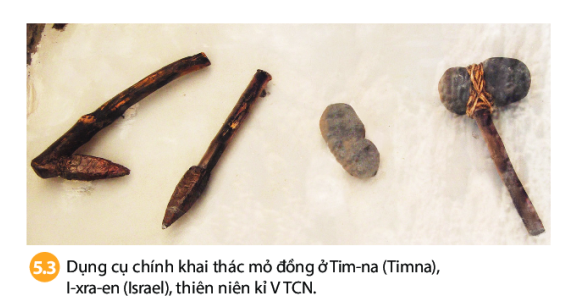 5.3 Dụng cụ chính khai thác mỏ đồng ở Tim-na (Timna),
I-xra-en (Israel), thiên niên kỉ V TCN.